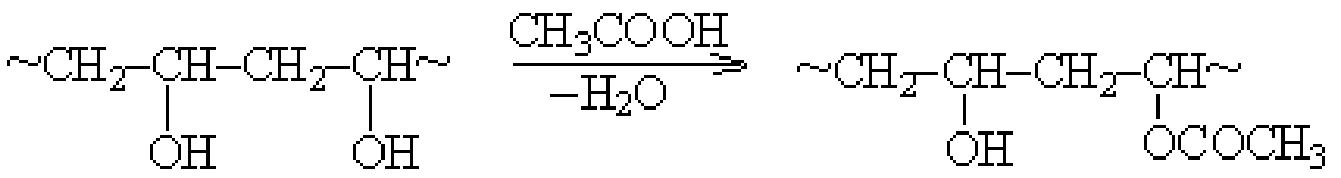 CH₃COOH
~CH₂–CH–CH₂–CH~ ~CH₂–CH–CH₂–CH~
–H₂O
OH OH OH OCOCH₃